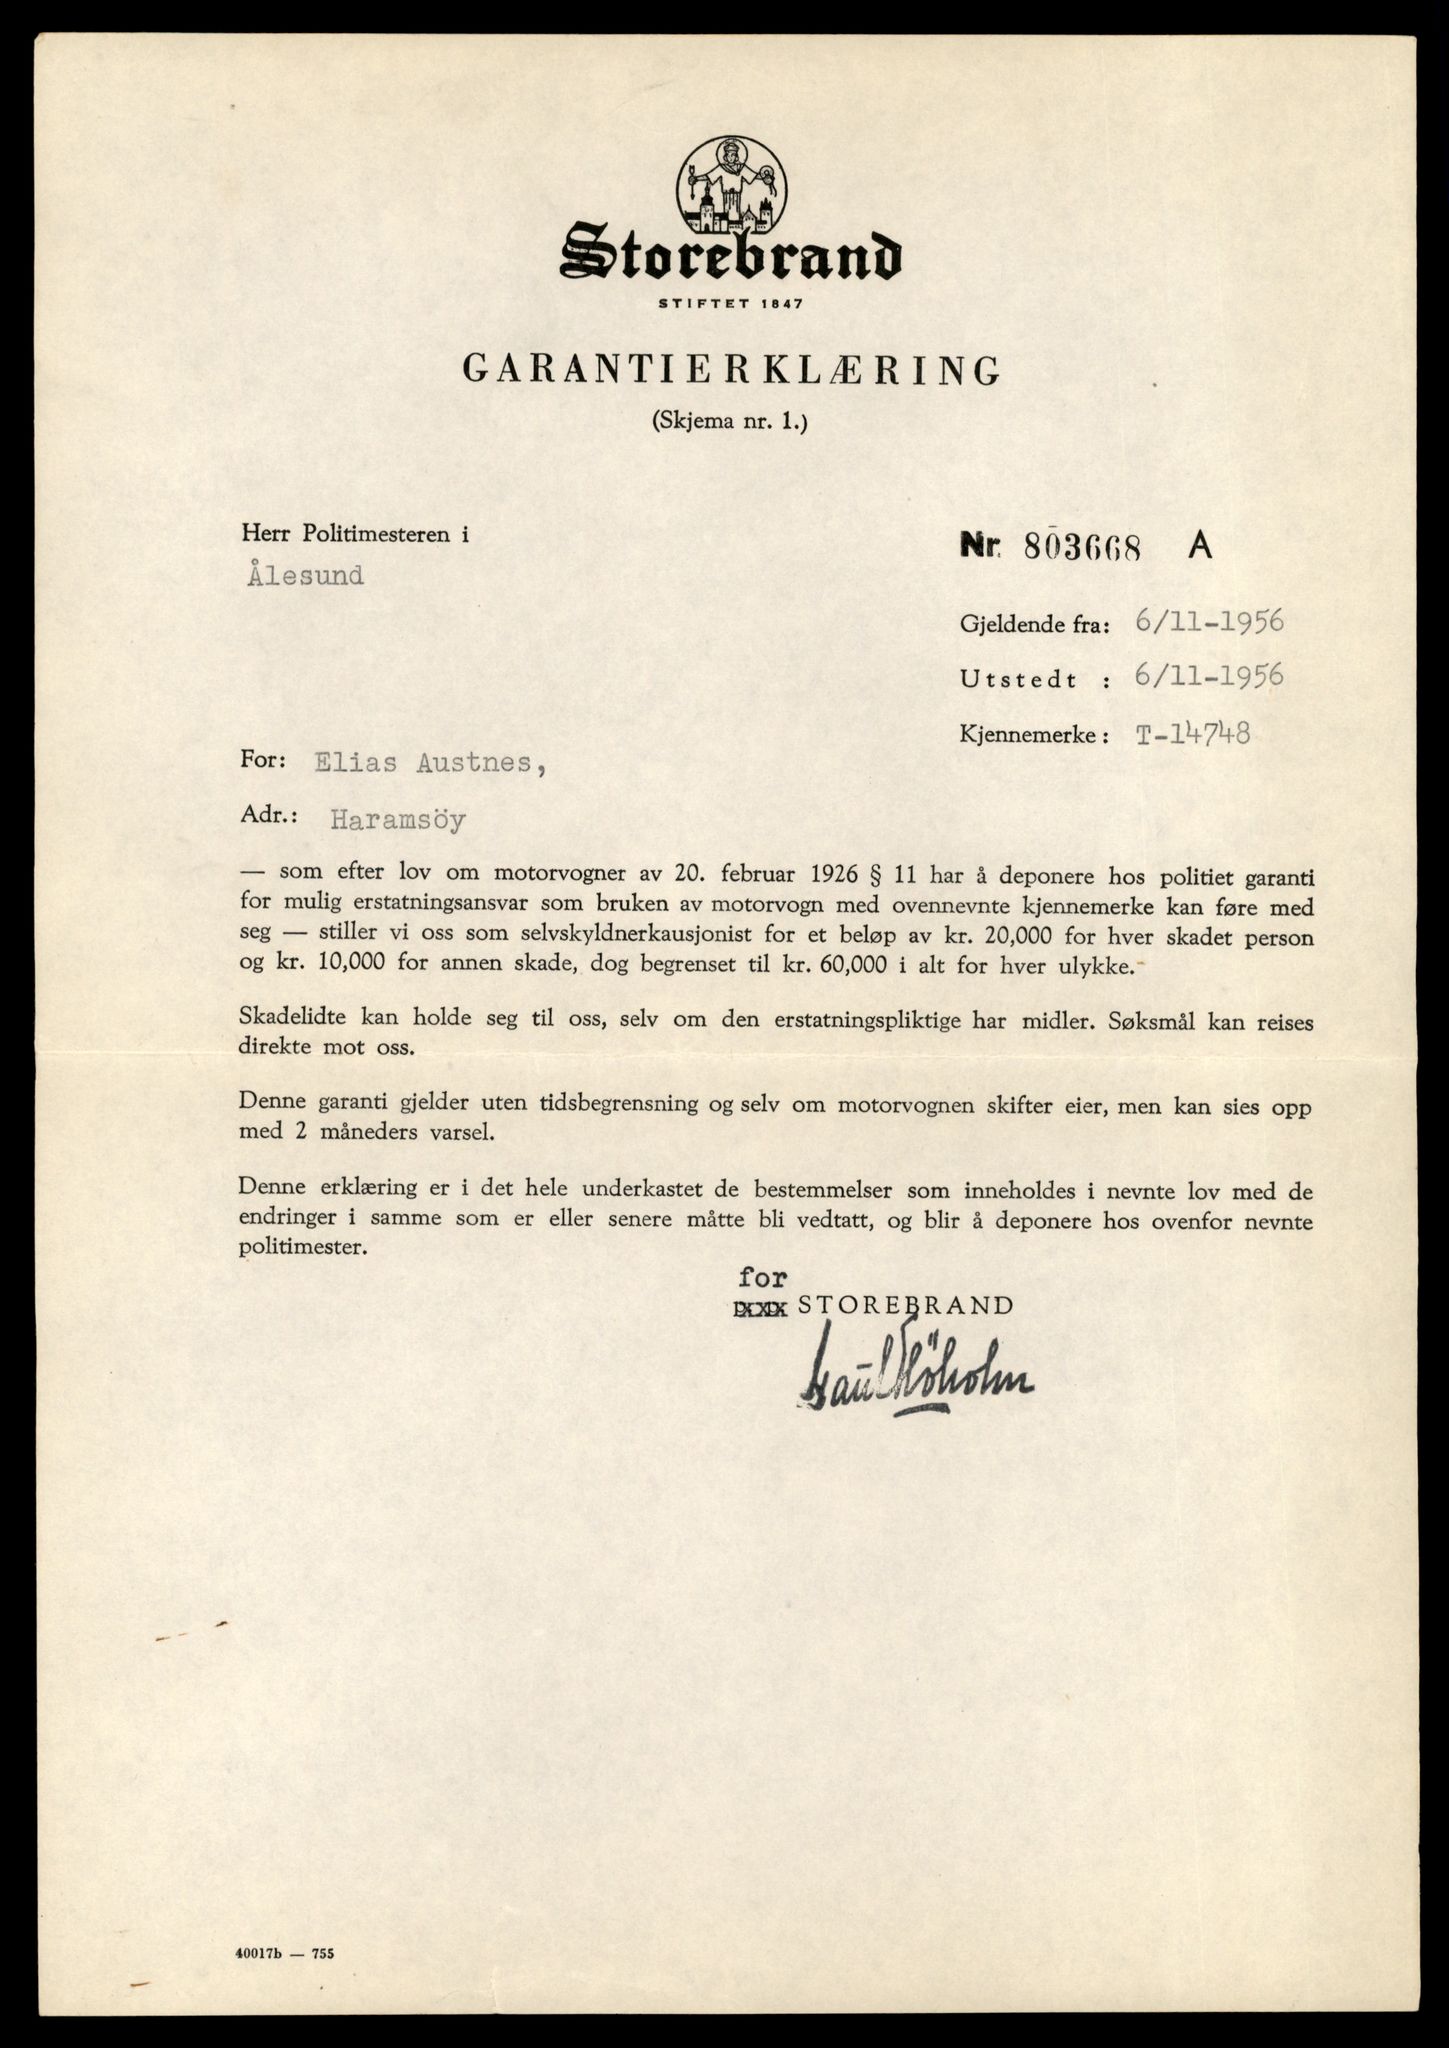 Storebrand
STIFTET 1847
GARANTIERKLÆRING
(Skjema nr. 1.)
Herr Politimesteren i
Ålesund
Nr. 803668 A
Gjeldende fra: 6/11-1956
Utstedt : 6/11-1956
Kjennemerke: T-14748
For: Elias Austnes,
Adr.: Haramsöy
— som efter lov om motorvogner av 20. februar 1926 § 11 har å deponere hos politiet garanti
for mulig erstatningsansvar som bruken av motorvogn med ovennevnte kjennemerke kan føre med
seg — stiller vi oss som selvskyldnerkausjonist for et beløp av kr. 20,000 for hver skadet person
og kr. 10,000 for annen skade, dog begrenset til kr. 60,000 i alt for hver ulykke.
Skadelidte kan holde seg til oss, selv om den erstatningspliktige har midler. Søksmål kan reises
direkte mot oss.
Denne garanti gjelder uten tidsbegrensning og selv om motorvognen skifter eier, men kan sies opp
med 2 måneders varsel.
Denne erklæring er i det hele underkastet de bestemmelser som inneholdes i nevnte lov med de
endringer i samme som er eller senere måtte bli vedtatt, og blir å deponere hos ovenfor nevnte
politimester.
for
STOREBRAND
40017b — 755